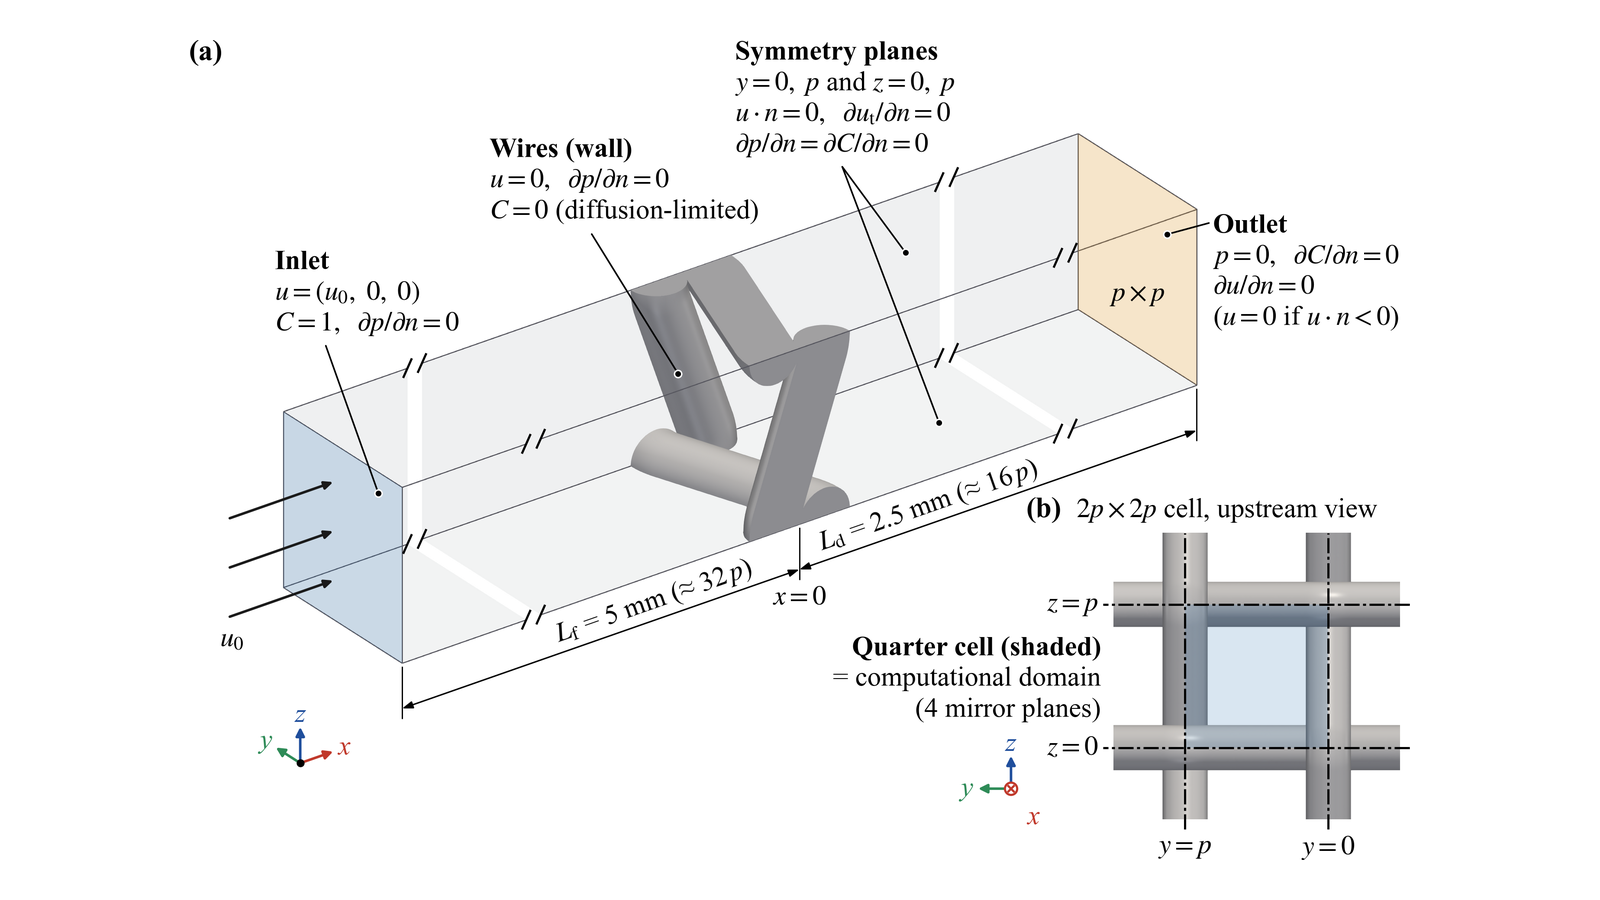 (a)
Symmetry planes
y=0, p and z=0, p
u·n=0, ∂uₜ/∂n=0
∂p/∂n=∂C/∂n=0
Wires (wall)
u=0, ∂p/∂n=0
C=0 (diffusion-limited)
Inlet
u=(u₀, 0, 0)
C=1, ∂p/∂n=0
Outlet
p=0, ∂C/∂n=0
∂u/∂n=0
(u=0 if u·n<0)
p×p
u₀
L_f = 5 mm (≈32p)
x=0
L_d = 2.5 mm (≈16p)
z
y
x
(b) 2p×2p cell, upstream view
z=p
Quarter cell (shaded)
= computational domain
(4 mirror planes)
z=0
z
y
x
y=p
y=0